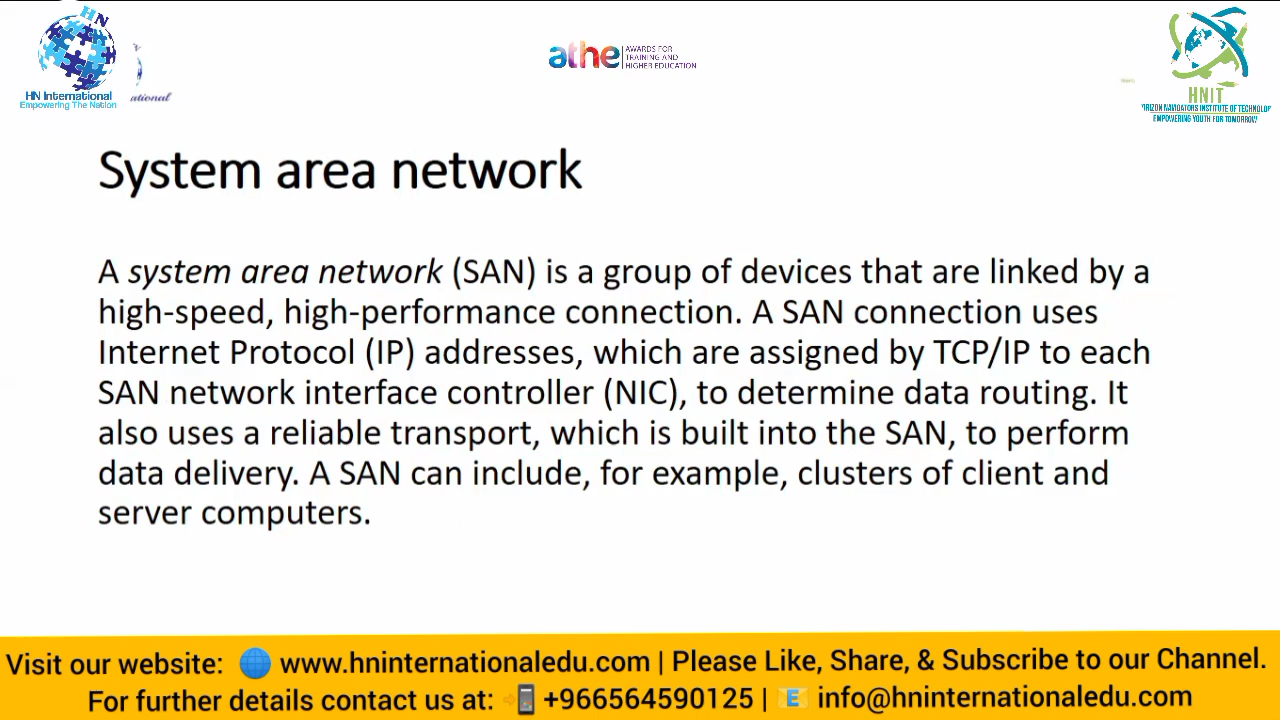 HN
HN International
Empowering The Nation
ational
athe AWARDS FOR
TRAINING AND
HIGHER EDUCATION
HNIT
EMPOWERING YOUTH FOR TOMORROW
System area network
A system area network (SAN) is a group of devices that are linked by a
high-speed, high-performance connection. A SAN connection uses
Internet Protocol (IP) addresses, which are assigned by TCP/IP to each
SAN network interface controller (NIC), to determine data routing. It
also uses a reliable transport, which is built into the SAN, to perform
data delivery. A SAN can include, for example, clusters of client and
server computers.
Visit our website: www.hninternationaledu.com | Please Like, Share, & Subscribe to our Channel.
For further details contact us at: +966564590125 | info@hninternationaledu.com